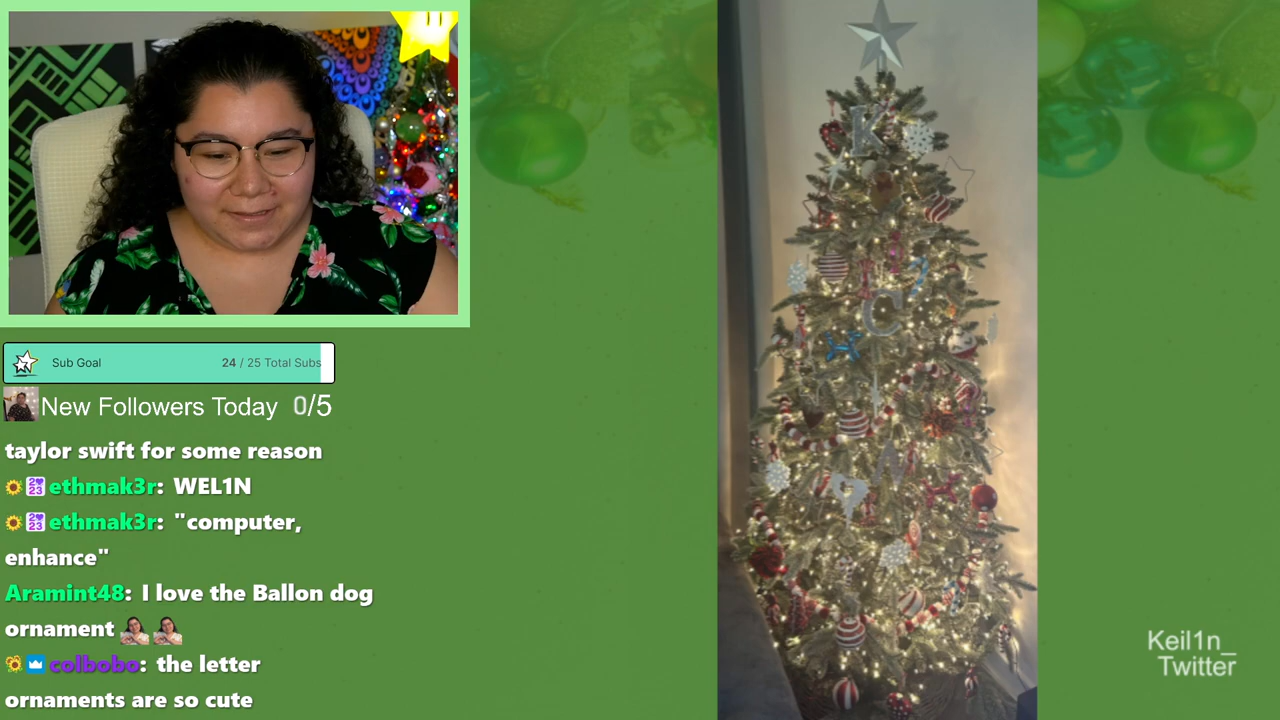 K
C
Sub Goal 24 / 25 Total Subs
New Followers Today 0/5
taylor swift for some reason
ethmak3r: WEL1N
ethmak3r: "computer,
enhance"
Aramint48: I love the Ballon dog
ornament
colbobo: the letter
ornaments are so cute
Keil1n_
Twitter